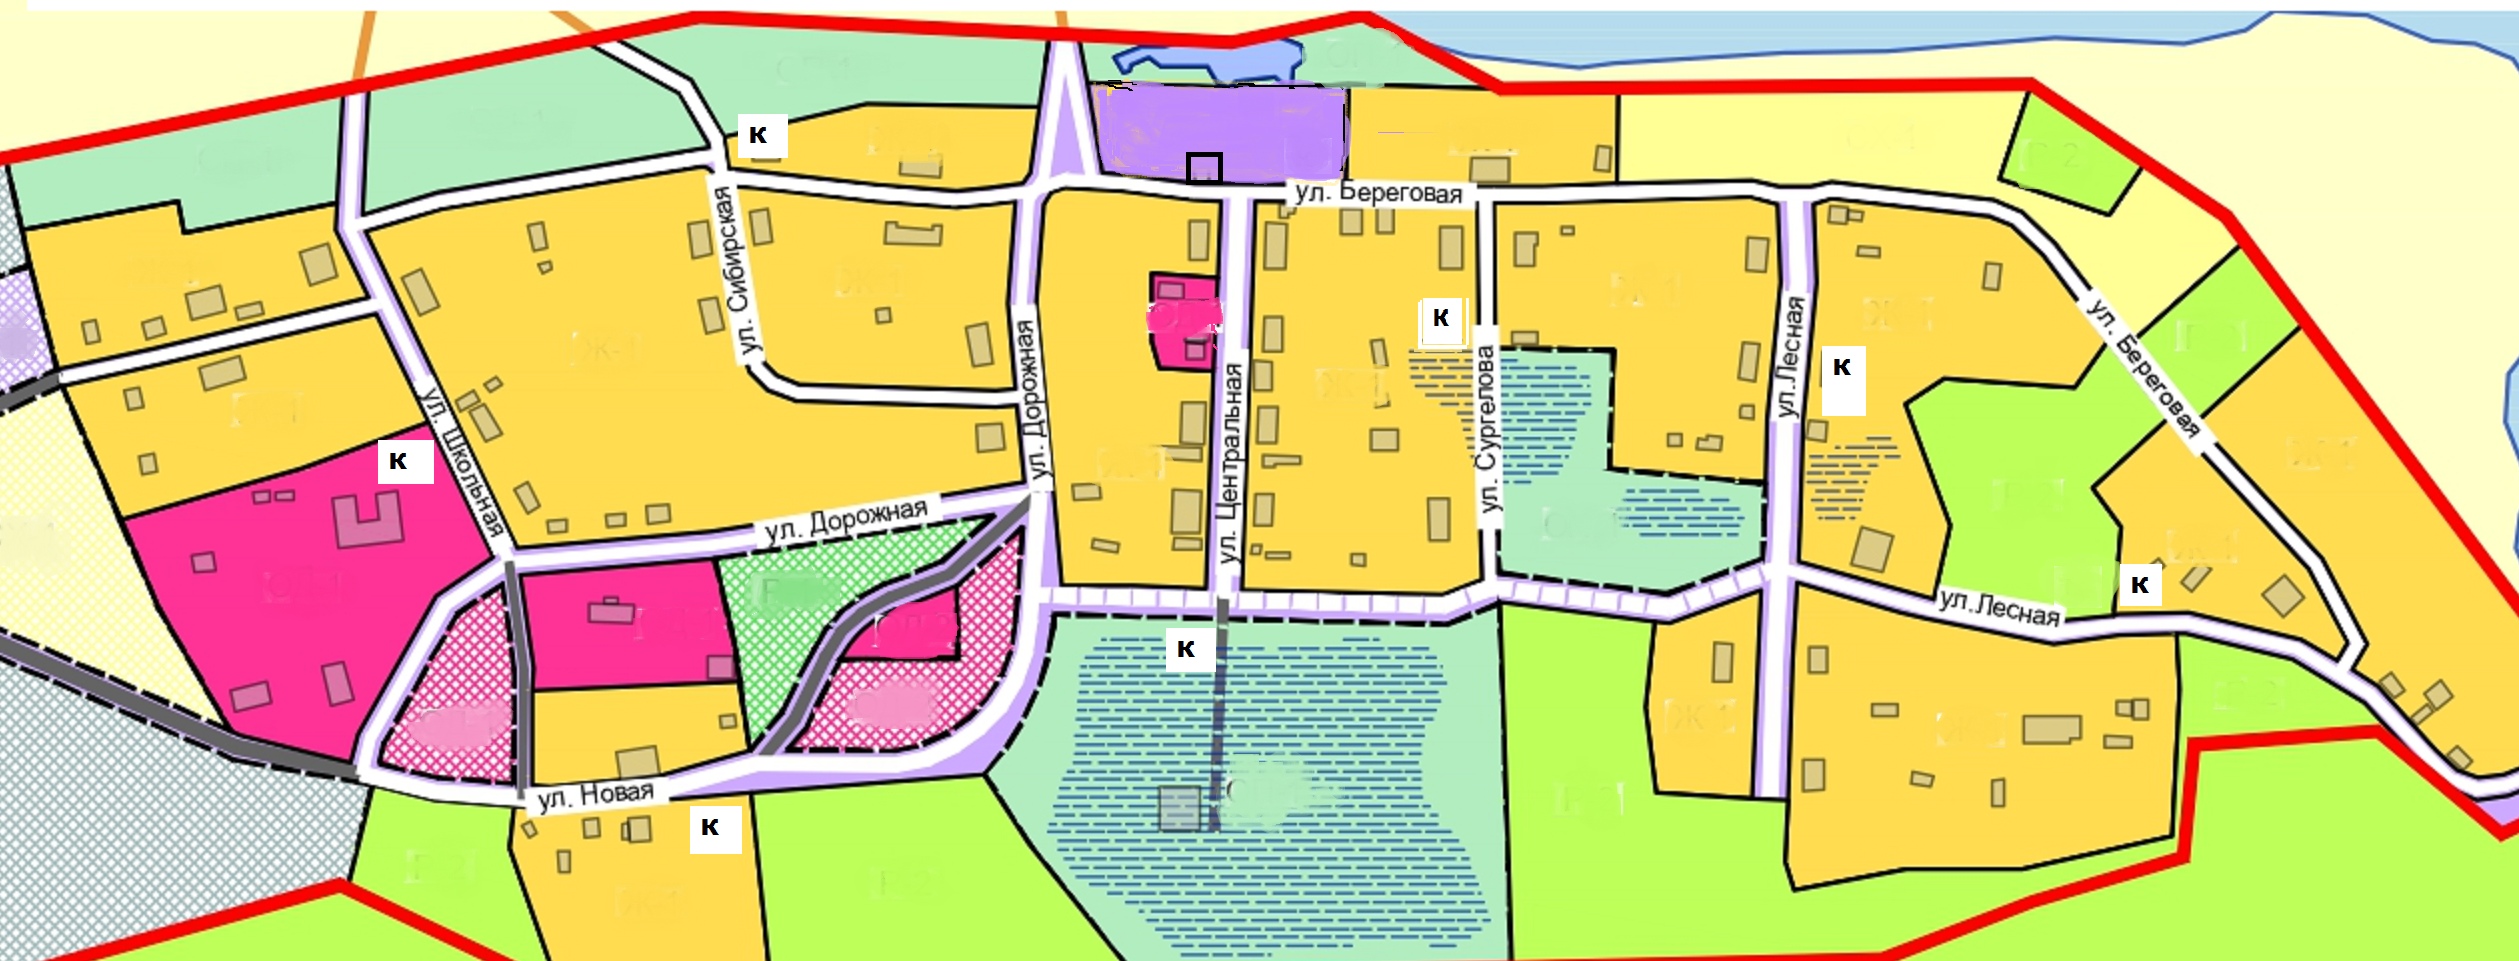 к
ул. Береговая
ул. Сибирская
к
к
ул. Береговая
ул.Лесная
ул. Дорожная
ул. Сургелова
ул. Центральная
ул. Школьная
к
ул. Дорожная
Ж-1
к
ул.Лесная
к
ул. Новая
к